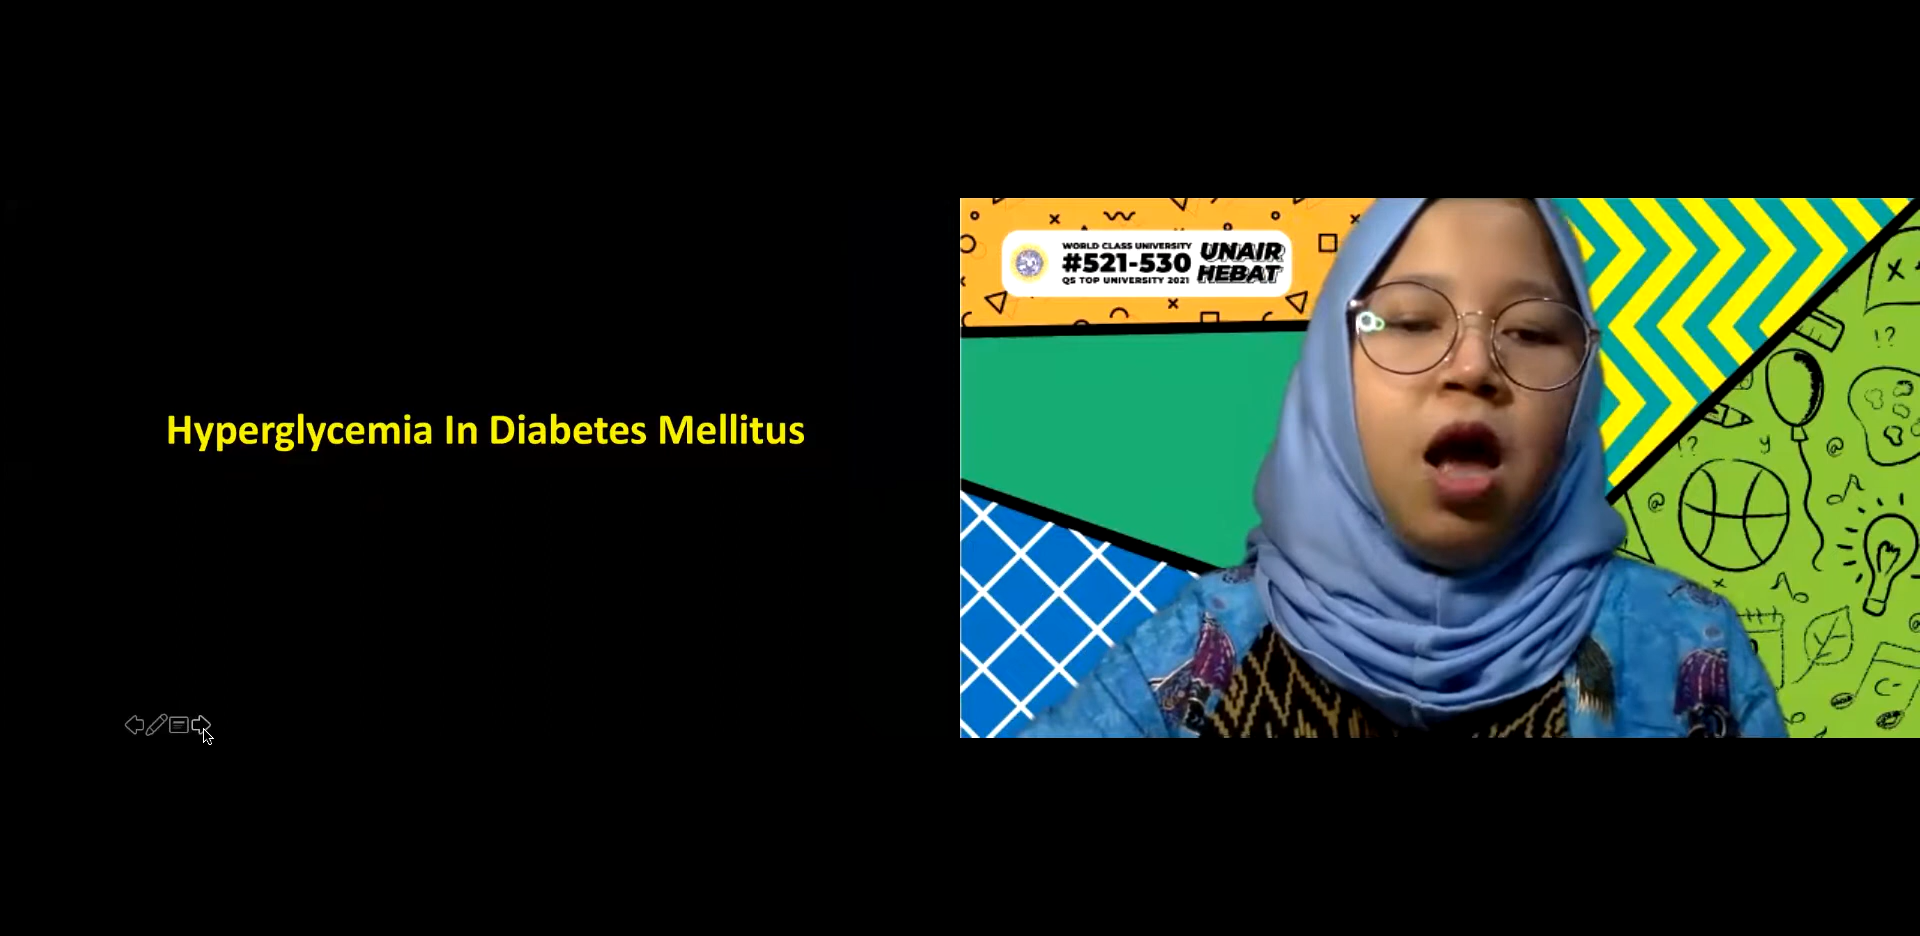 Hyperglycemia In Diabetes Mellitus
WORLD CLASS UNIVERSITY
#521-530
QS TOP UNIVERSITY 2021
UNAIR
HEBAT